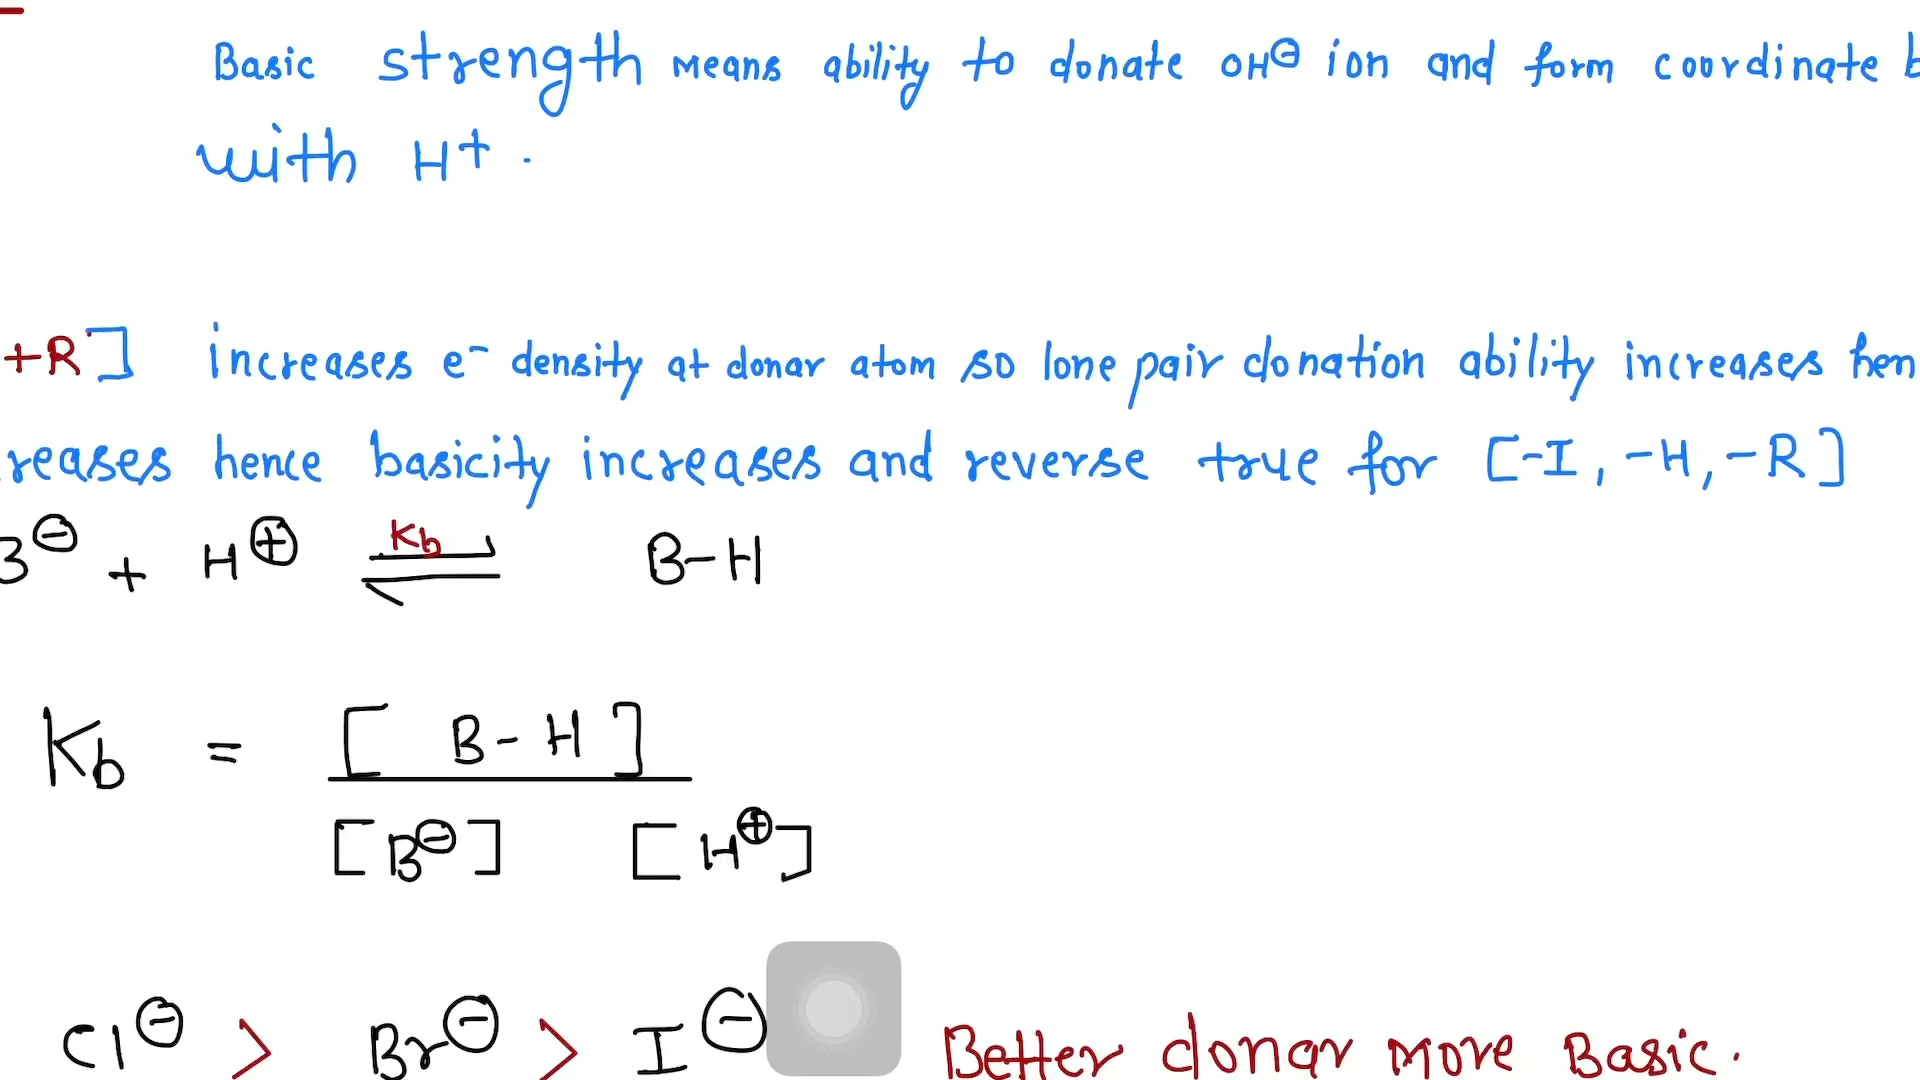 Basic strength means ability to donate OH⊖ ion and form coordinate b
with H+ .
+R] increases e⁻ density at donar atom so lone pair donation ability increases hen
reases hence basicity increases and reverse true for [-I, -H, -R]
B⊖ + H⊕ ⇌ Kb B-H
Kb = [ B-H ]
[B⊖] [H⊕]
Cl⊖ > Br⊖ > I⊖ Better donar more Basic.